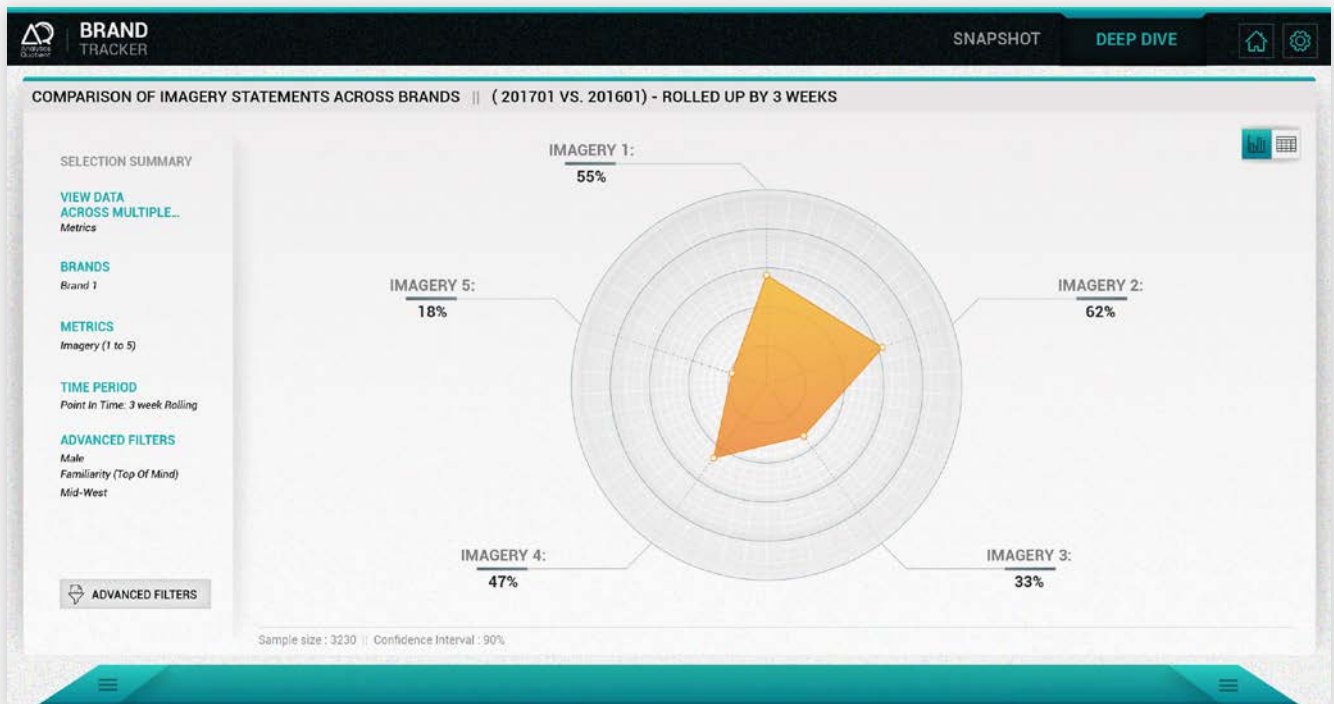 Analytics
Quotient
BRAND
TRACKER
SNAPSHOT
DEEP DIVE
COMPARISON OF IMAGERY STATEMENTS ACROSS BRANDS || ( 201701 VS. 201601) - ROLLED UP BY 3 WEEKS
SELECTION SUMMARY
VIEW DATA
ACROSS MULTIPLE...
Metrics
BRANDS
Brand 1
METRICS
Imagery (1 to 5)
TIME PERIOD
Point In Time: 3 week Rolling
ADVANCED FILTERS
Male
Familiarity (Top Of Mind)
Mid-West
ADVANCED FILTERS
IMAGERY 1:
55%
IMAGERY 2:
62%
IMAGERY 3:
33%
IMAGERY 4:
47%
IMAGERY 5:
18%
Sample size : 3230 || Confidence Interval : 90%